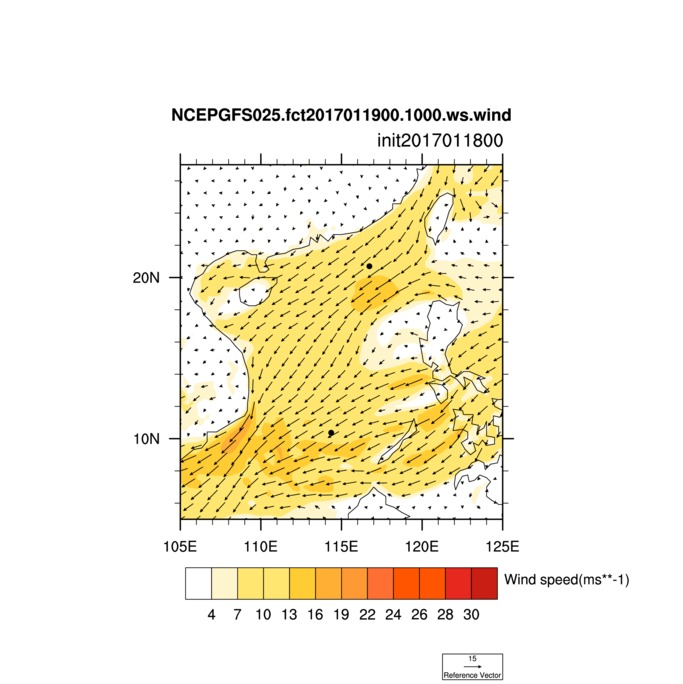 NCEPGFS025.fct2017011900.1000.ws.wind
init2017011800
20N
10N
105E 110E 115E 120E 125E
Wind speed(ms**-1)
4 7 10 13 16 19 22 24 26 28 30
15
Reference Vector